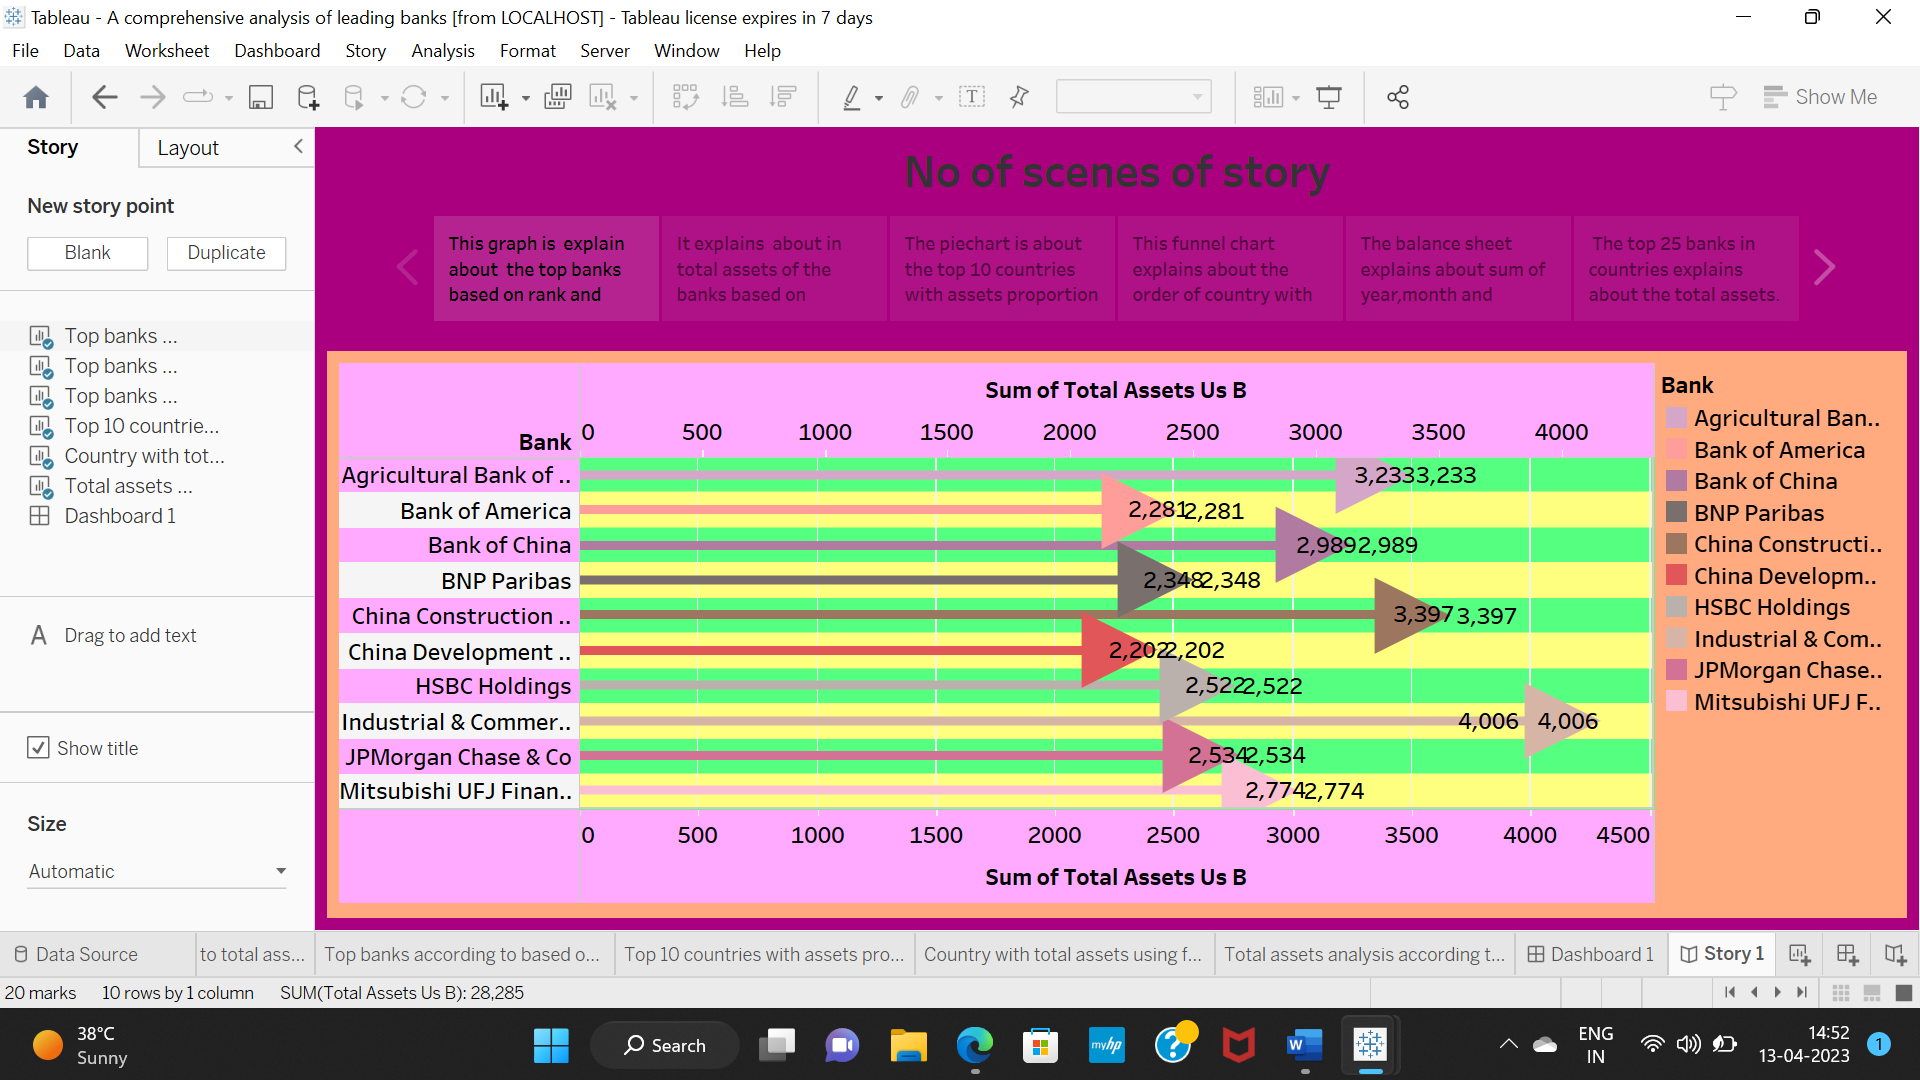 Tableau - A comprehensive analysis of leading banks [from LOCALHOST] - Tableau license expires in 7 days
File Data Worksheet Dashboard Story Analysis Format Server Window Help
Show Me
Story Layout
New story point
Blank Duplicate
Top banks ...
Top banks ...
Top banks ...
Top 10 countrie...
Country with tot...
Total assets ...
Dashboard 1
A Drag to add text
Show title
Size
Automatic
No of scenes of story
This graph is explain
about the top banks
based on rank and
It explains about in
total assets of the
banks based on
The piechart is about
the top 10 countries
with assets proportion
This funnel chart
explains about the
order of country with
The balance sheet
explains about sum of
year,month and
The top 25 banks in
countries explains
about the total assets.
Sum of Total Assets Us B
Bank 0 500 1000 1500 2000 2500 3000 3500 4000
Agricultural Bank of .. 3,233 3,233
Bank of America 2,281 2,281
Bank of China 2,989 2,989
BNP Paribas 2,348 2,348
China Construction .. 3,397 3,397
China Development .. 2,202 2,202
HSBC Holdings 2,522 2,522
Industrial & Commer.. 4,006 4,006
JPMorgan Chase & Co 2,534 2,534
Mitsubishi UFJ Finan.. 2,774 2,774
0 500 1000 1500 2000 2500 3000 3500 4000 4500
Sum of Total Assets Us B
Bank
Agricultural Ban..
Bank of America
Bank of China
BNP Paribas
China Constructi..
China Developm..
HSBC Holdings
Industrial & Com..
JPMorgan Chase..
Mitsubishi UFJ F..
Data Source to total ass... Top banks according to based o... Top 10 countries with assets pro... Country with total assets using f... Total assets analysis according t... Dashboard 1 Story 1
20 marks 10 rows by 1 column SUM(Total Assets Us B): 28,285
38°C
Sunny
Search
myhp
W
ENG
IN
14:52
13-04-2023
1